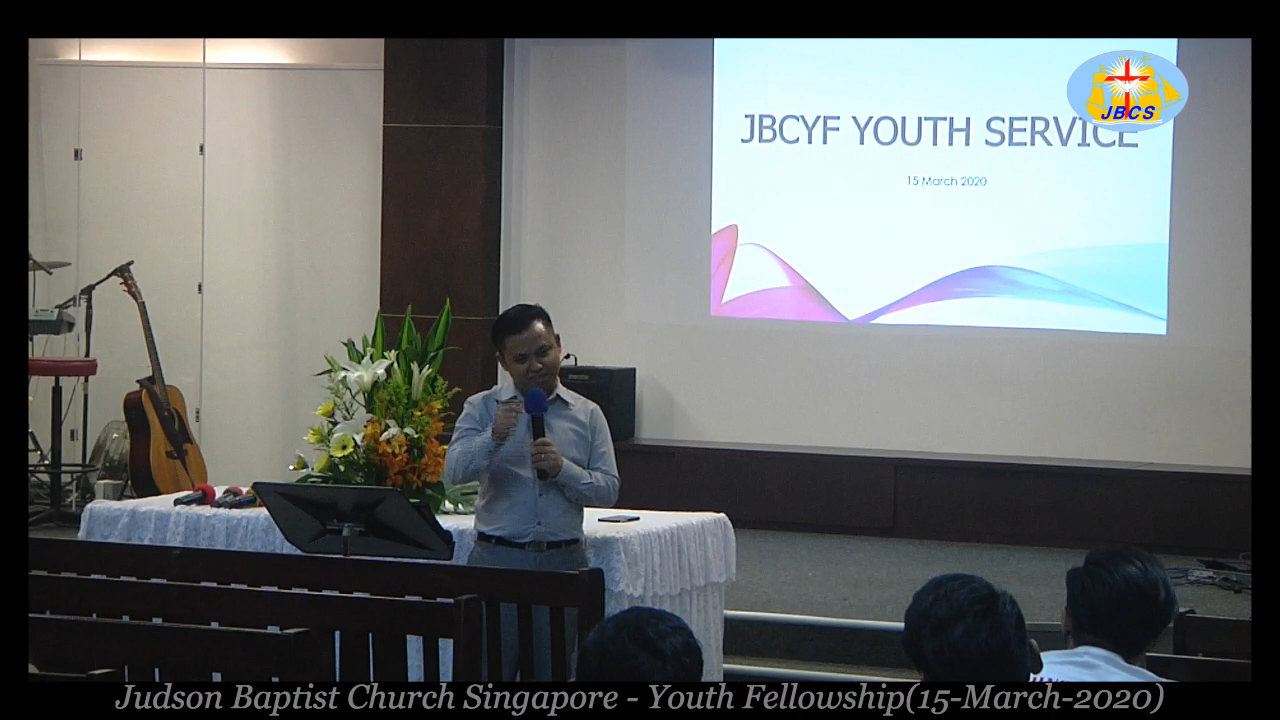 JBCS
JBCYF YOUTH SERVICE
15 March 2020
Judson Baptist Church Singapore - Youth Fellowship(15-March-2020)